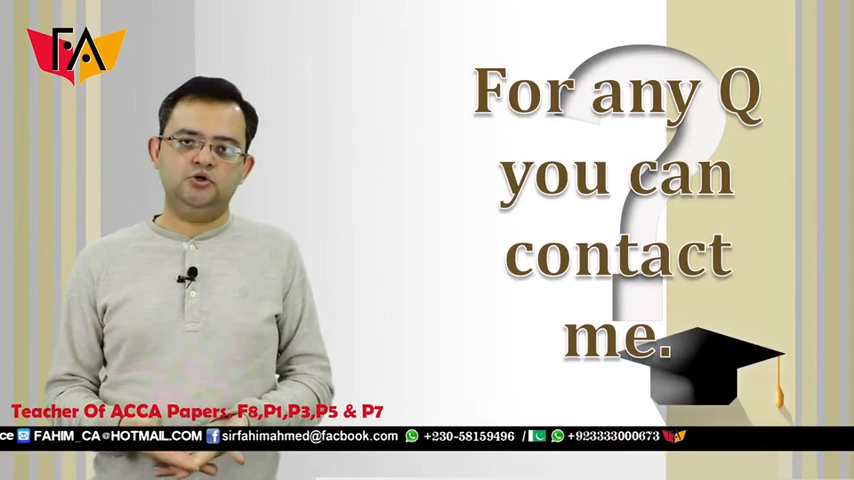 FA
For any Q
you can
contact
me.
Teacher Of ACCA Papers, F8,P1,P3,P5 & P7
ce FAHIM_CA@HOTMAIL.COM sirfahimahmed@facbook.com +230-58159496 / +923333000673